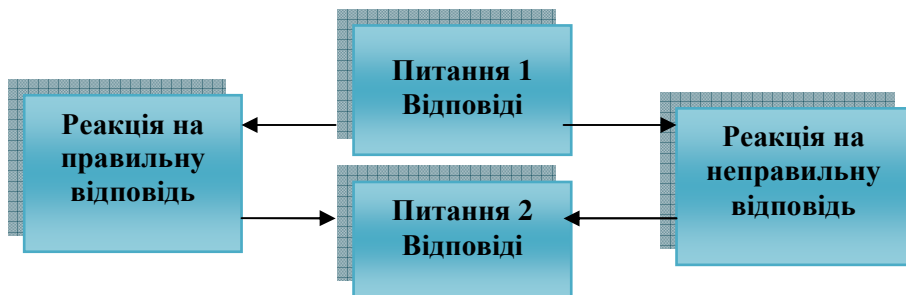 Питання 1
Відповіді
Реакція на
правильну
відповідь
Реакція на
неправильну
відповідь
Питання 2
Відповіді